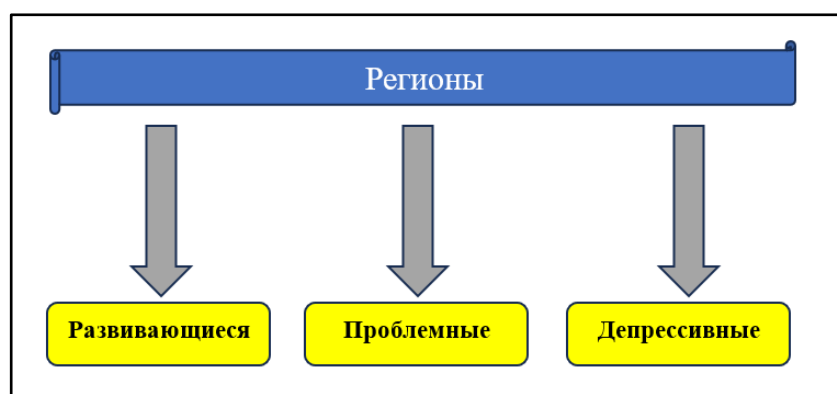 Регионы
Развивающиеся
Проблемные
Депрессивные